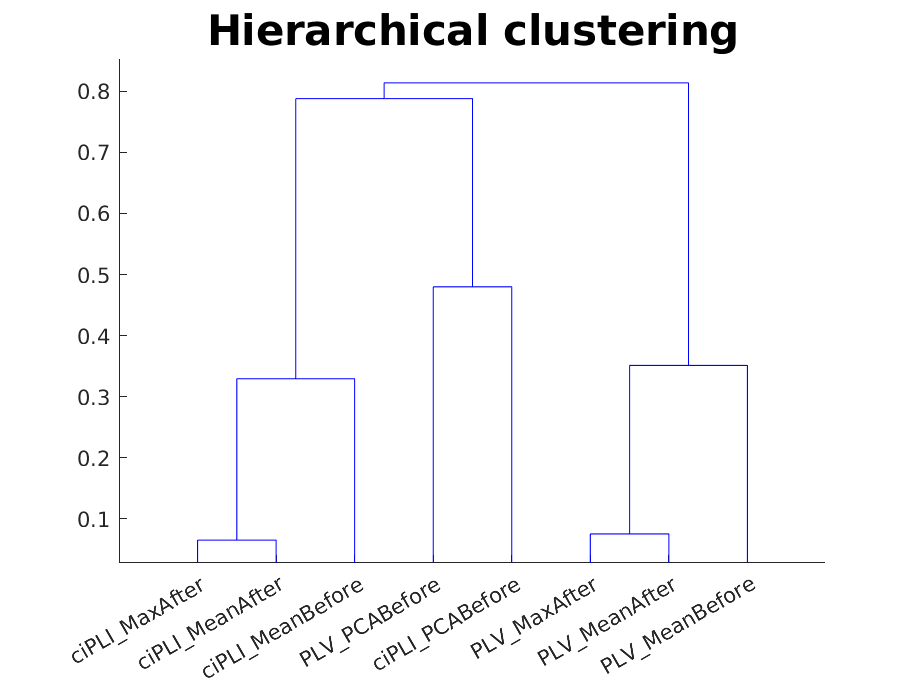 Hierarchical clustering
0.8
0.7
0.6
0.5
0.4
0.3
0.2
0.1
ciPLI_MaxAfter
ciPLI_MeanAfter
ciPLI_MeanBefore
PLV_PCABefore
ciPLI_PCABefore
PLV_MaxAfter
PLV_MeanAfter
PLV_MeanBefore